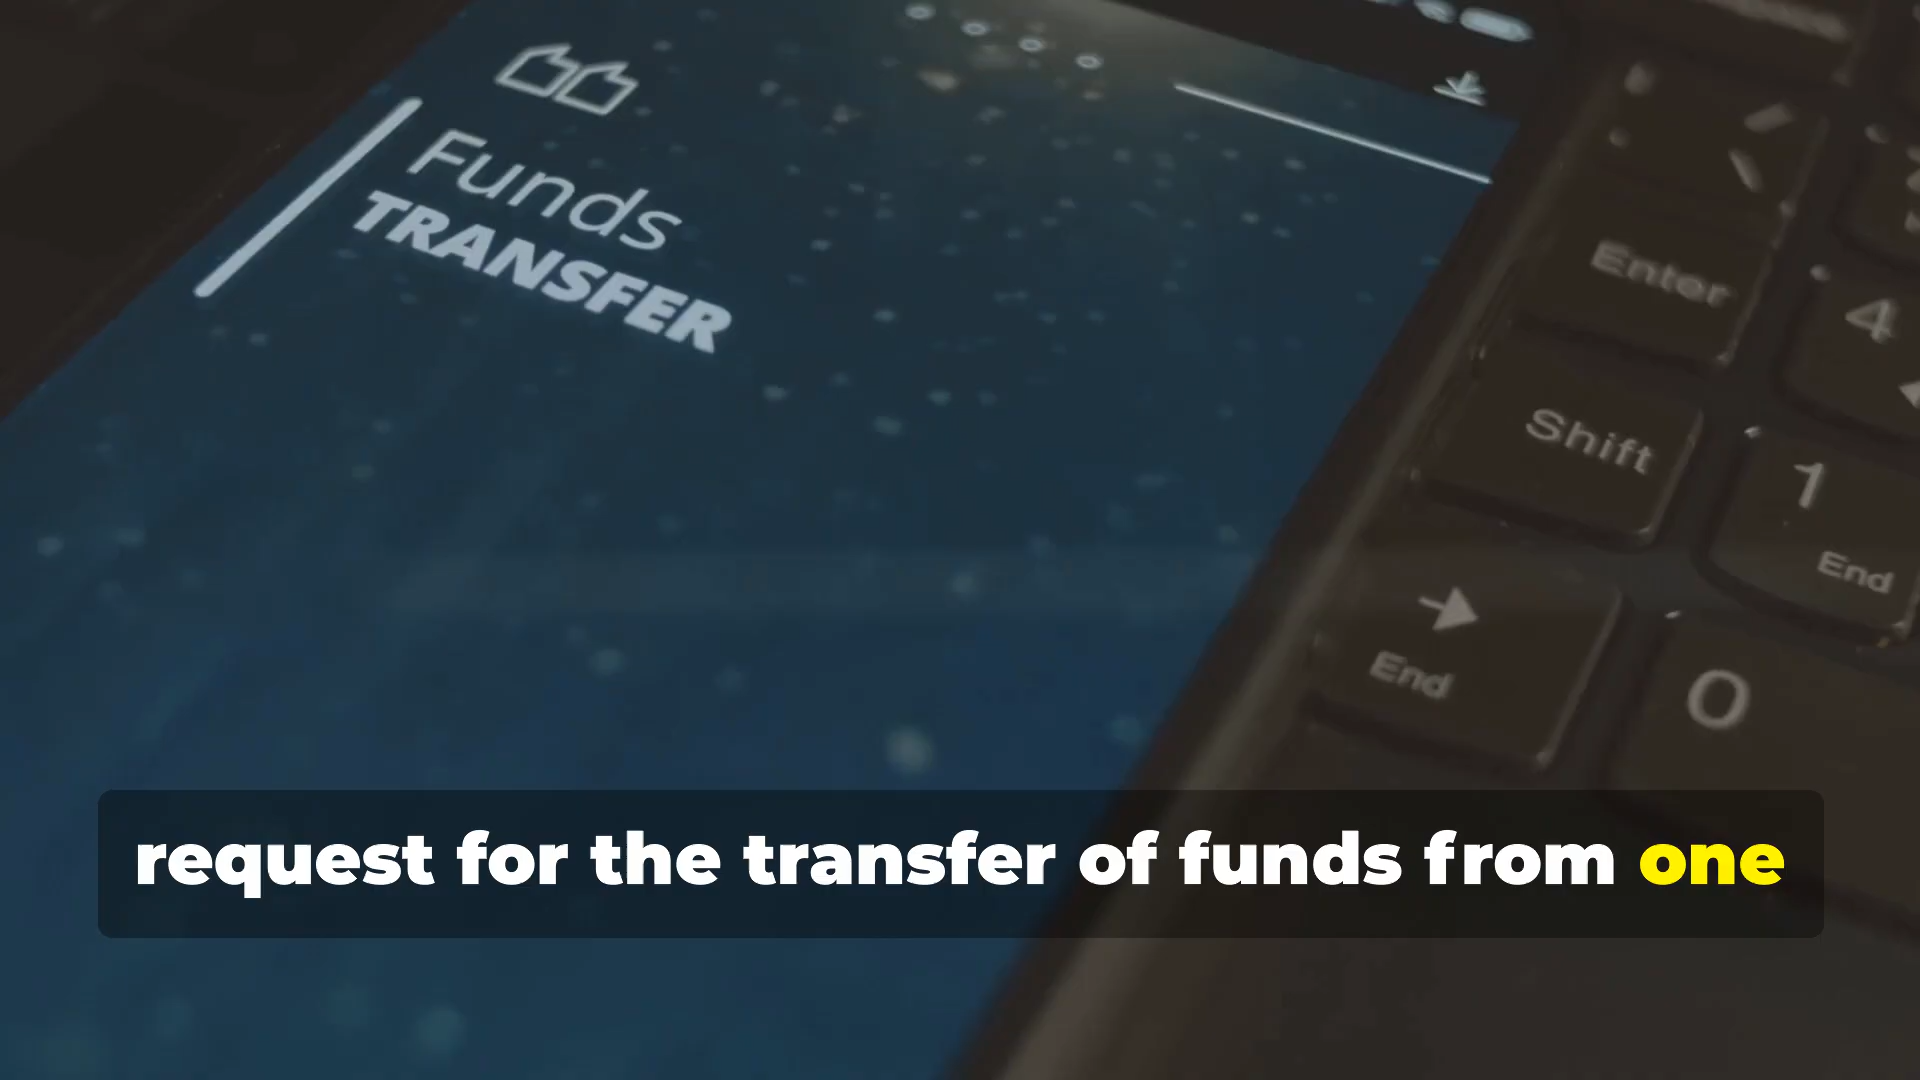 Funds
TRANSFER
Enter
4
Shift
1
End
End
0
request for the transfer of funds from one